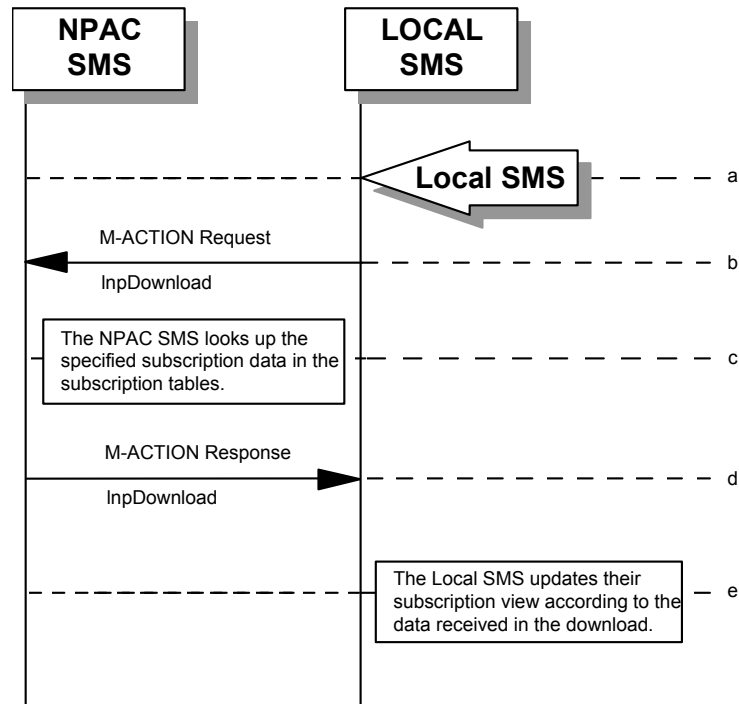 NPAC
SMS
LOCAL
SMS
Local SMS
a
M-ACTION Request
b
lnpDownload
The NPAC SMS looks up the
specified subscription data in the
subscription tables.
c
M-ACTION Response
d
lnpDownload
The Local SMS updates their
subscription view according to the
data received in the download.
e